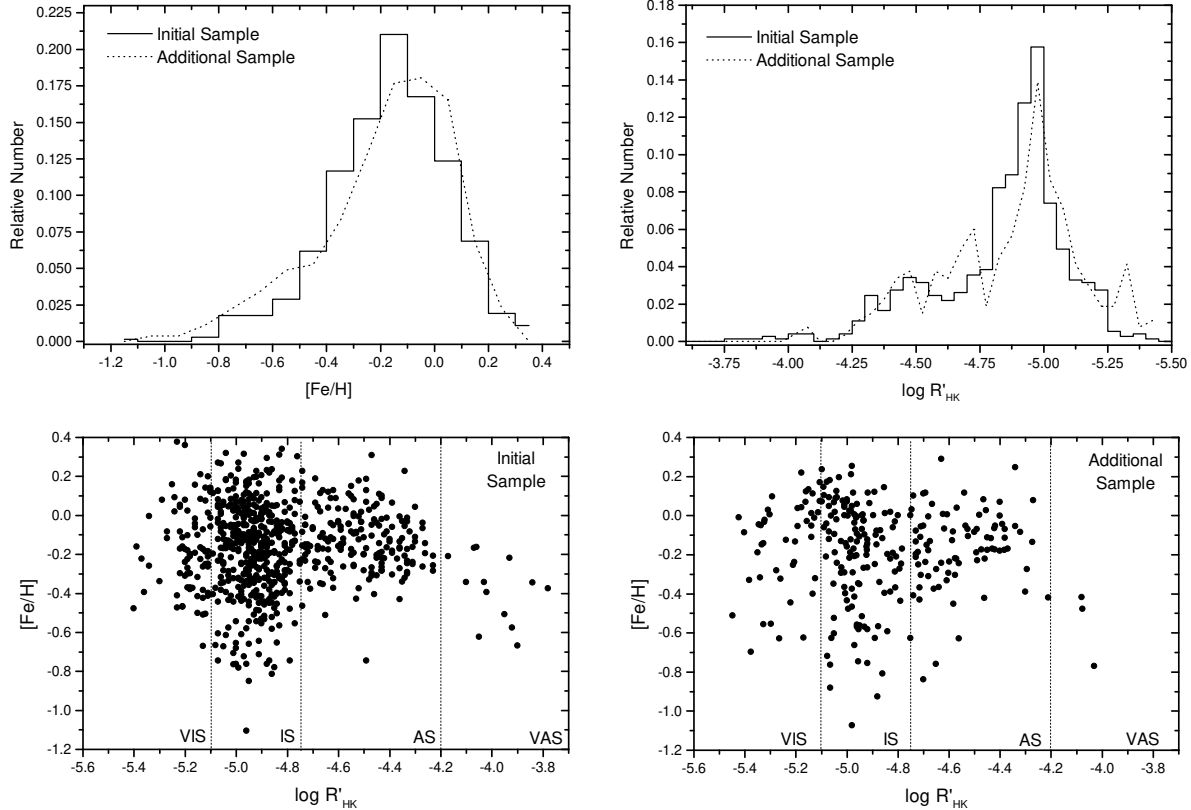 0.225
0.200
0.175
0.150
0.125
0.100
0.075
0.050
0.025
0.000
Relative Number
Initial Sample
Additional Sample
-1.2 -1.0 -0.8 -0.6 -0.4 -0.2 0.0 0.2 0.4
[Fe/H]
0.18
0.16
0.14
0.12
0.10
0.08
0.06
0.04
0.02
0.00
Relative Number
Initial Sample
Additional Sample
-3.75 -4.00 -4.25 -4.50 -4.75 -5.00 -5.25 -5.50
log R'HK
0.4
0.2
0.0
-0.2
-0.4
-0.6
-0.8
-1.0
-1.2
[Fe/H]
Initial
Sample
VIS IS AS VAS
-5.6 -5.4 -5.2 -5.0 -4.8 -4.6 -4.4 -4.2 -4.0 -3.8
log R'HK
0.4
0.2
0.0
-0.2
-0.4
-0.6
-0.8
-1.0
-1.2
[Fe/H]
Additional
Sample
VIS IS AS VAS
-5.6 -5.4 -5.2 -5.0 -4.8 -4.6 -4.4 -4.2 -4.0 -3.8
log R'HK